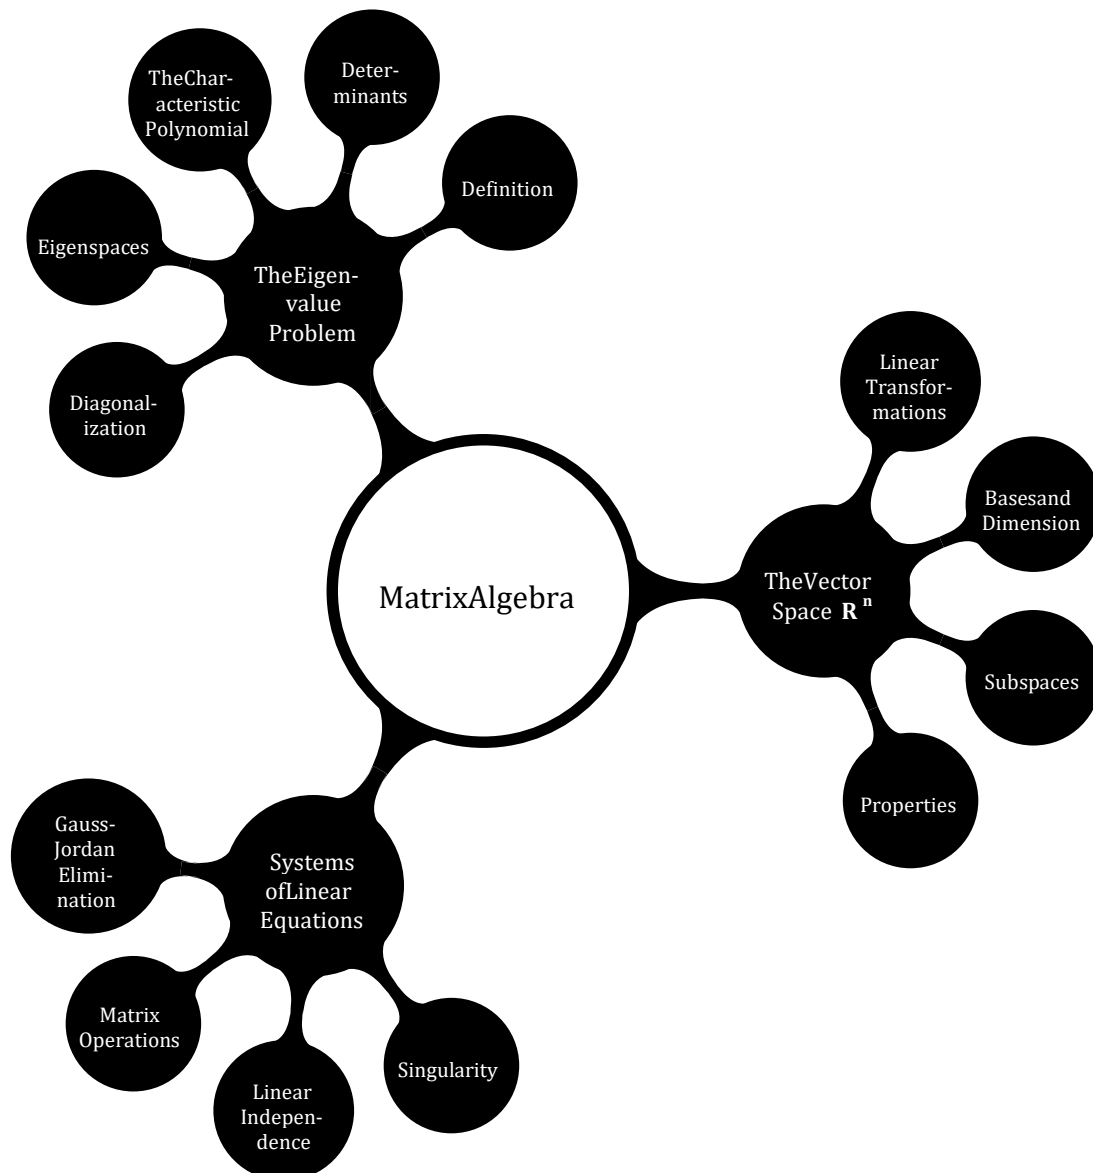 Deter-
minants
TheChar-
acteristic
Polynomial
Definition
Eigenspaces
TheEigen-
value
Problem
Diagonal-
ization
Linear
Transfor-
mations
Basesand
Dimension
TheVector
Space R n
Subspaces
Properties
MatrixAlgebra
Gauss-
Jordan
Elimi-
nation
Systems
ofLinear
Equations
Matrix
Operations
Linear
Indepen-
dence
Singularity